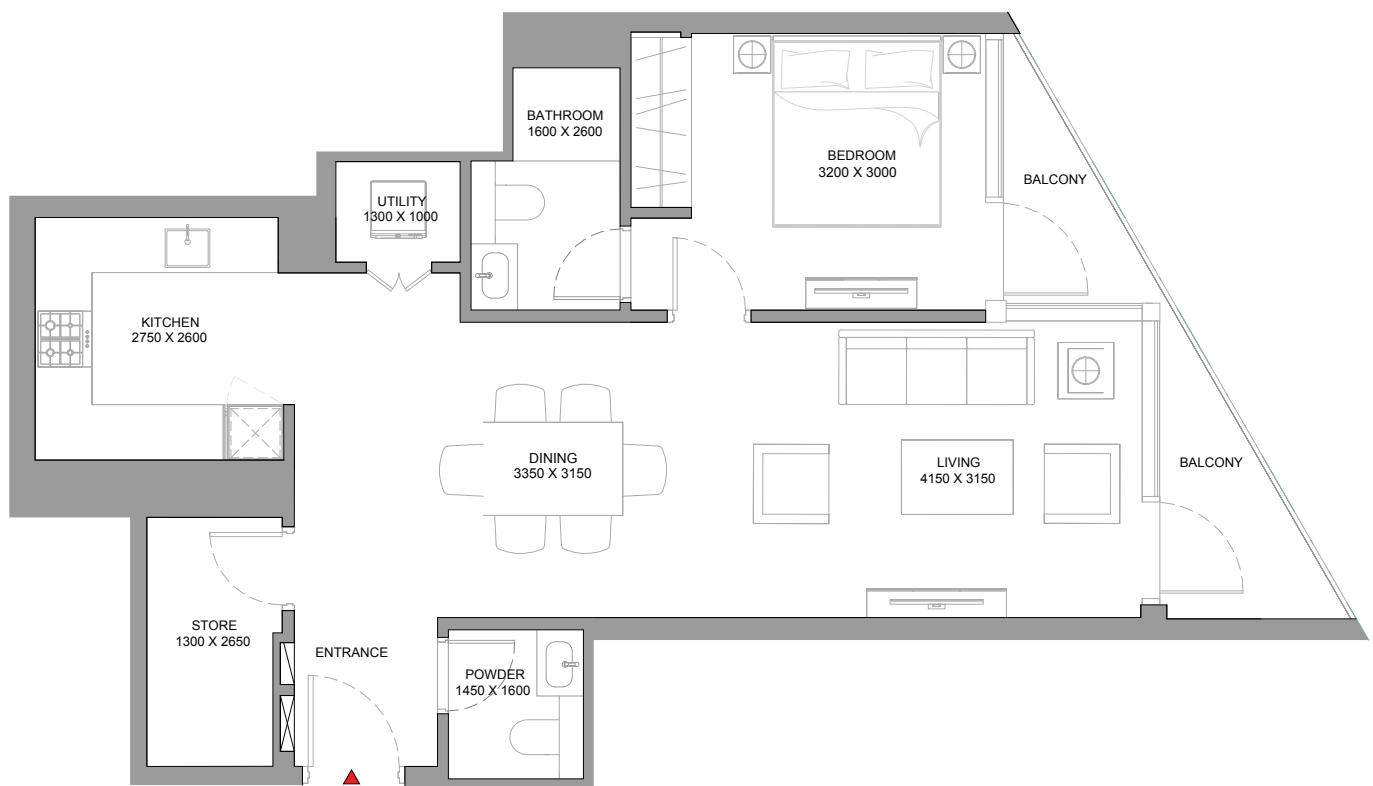 BATHROOM
1600 X 2600
BEDROOM
3200 X 3000
BALCONY
UTILITY
1300 X 1000
KITCHEN
2750 X 2600
DINING
3350 X 3150
LIVING
4150 X 3150
BALCONY
STORE
1300 X 2650
ENTRANCE
POWDER
1450 X 1600